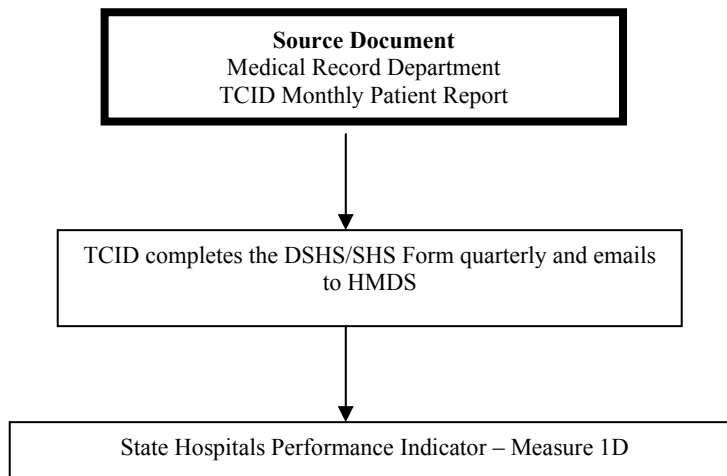 Source Document
Medical Record Department
TCID Monthly Patient Report
TCID completes the DSHS/SHS Form quarterly and emails
to HMDS
State Hospitals Performance Indicator – Measure 1D